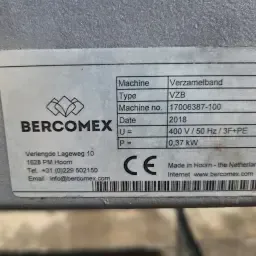 BERCOMEX
Verlengde Lageweg 10
1628 PM Hoorn
Tel. +31 (0)229 502150
Email info@bercomex.com
Machine Verzamelband
Type VZB
Machine no. 17006387-100
Date 2018
U = 400 V / 50 Hz / 3F+PE
P = 0,37 kW
CE
Made in Hoorn - the Netherlands
www.bercomex.com